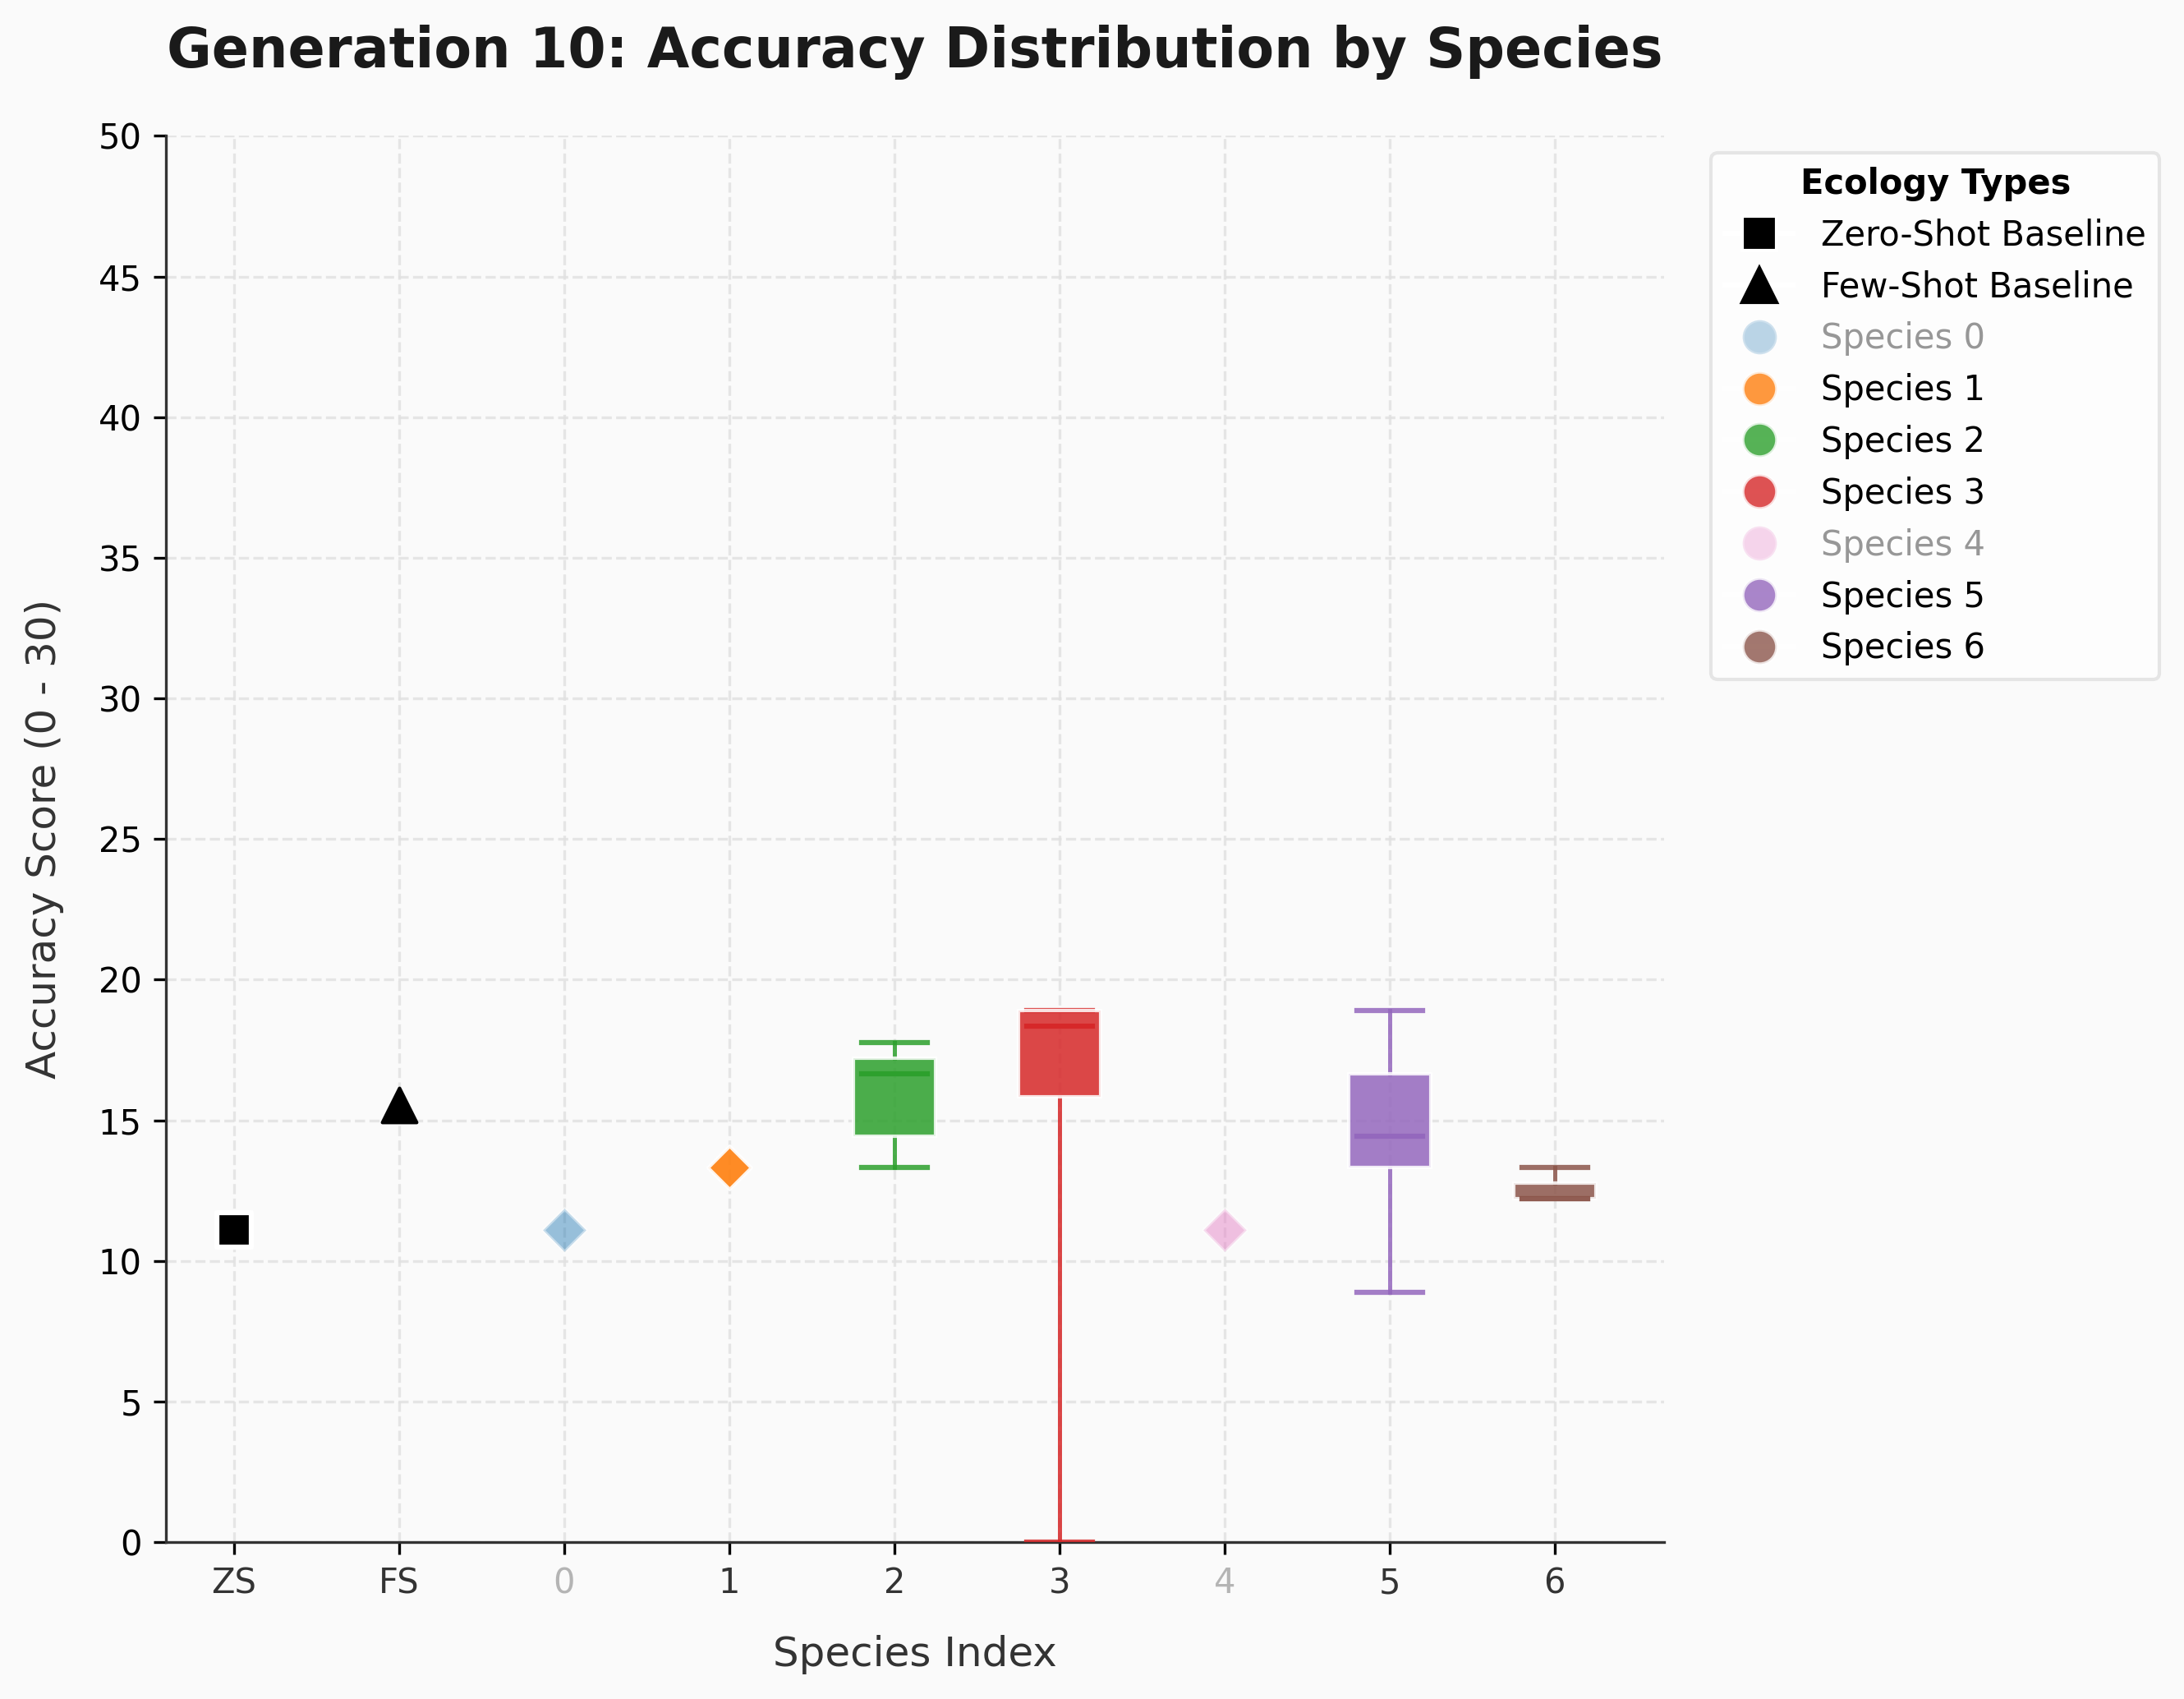 Generation 10: Accuracy Distribution by Species
50
45
40
35
30
25
20
15
10
5
0
Accuracy Score (0 - 30)
ZS FS 0 1 2 3 4 5 6
Species Index
Ecology Types
Zero-Shot Baseline
Few-Shot Baseline
Species 0
Species 1
Species 2
Species 3
Species 4
Species 5
Species 6